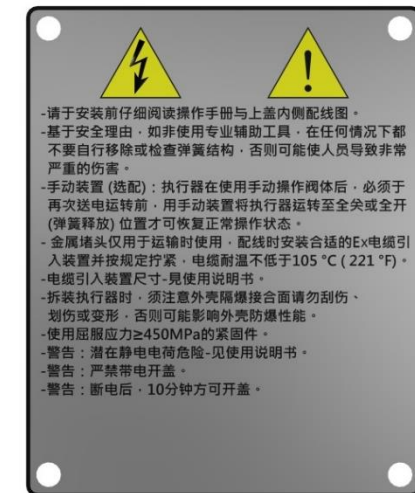 -请于安装前仔细阅读操作手册与上盖内侧配线图。
-基于安全理由，如非使用专业辅助工具，在任何情况下都
不要自行移除或检查弹簧结构，否则可能使人员导致非常
严重的伤害。
-手动装置 (选配)：执行器在使用手动操作阀体后，必须于
再次送电运转前，用手动装置将执行器运转至全关或全开
(弹簧释放) 位置才可恢复正常操作状态。
- 金属堵头仅用于运输时使用，配线时安装合适的Ex电缆引
入装置并按规定拧紧，电缆耐温不低于105 °C ( 221 °F)。
-电缆引入装置尺寸-見使用说明书。
-拆装执行器时，须注意外壳隔爆接合面请勿刮伤、
划伤或变形，否则可能影响外壳防爆性能。
-使用屈服应力≥450MPa的紧固件。
-警告：潜在静电电荷危险-见使用说明书。
-警告：严禁带电开盖。
-警告：断电后，10分钟方可开盖。